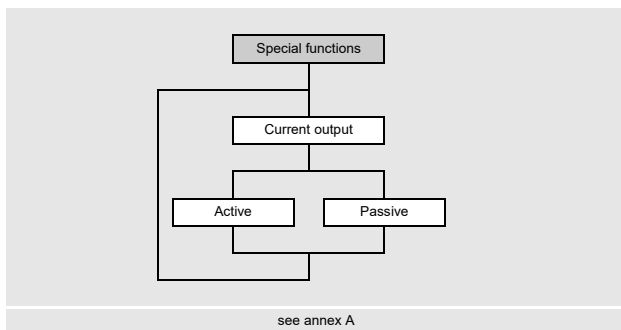 Special functions
Current output
Active
Passive
see annex A